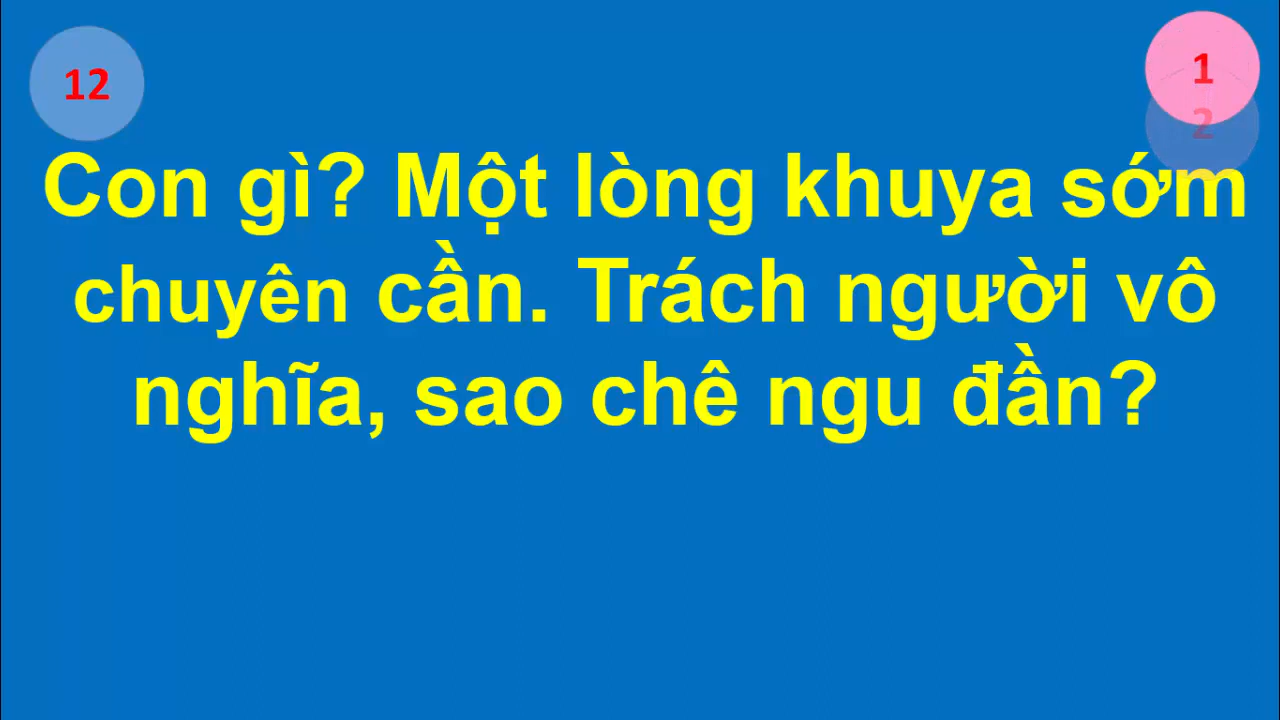 12
1
2
Con gì? Một lòng khuya sớm
chuyên cần. Trách người vô
nghĩa, sao chê ngu đần?